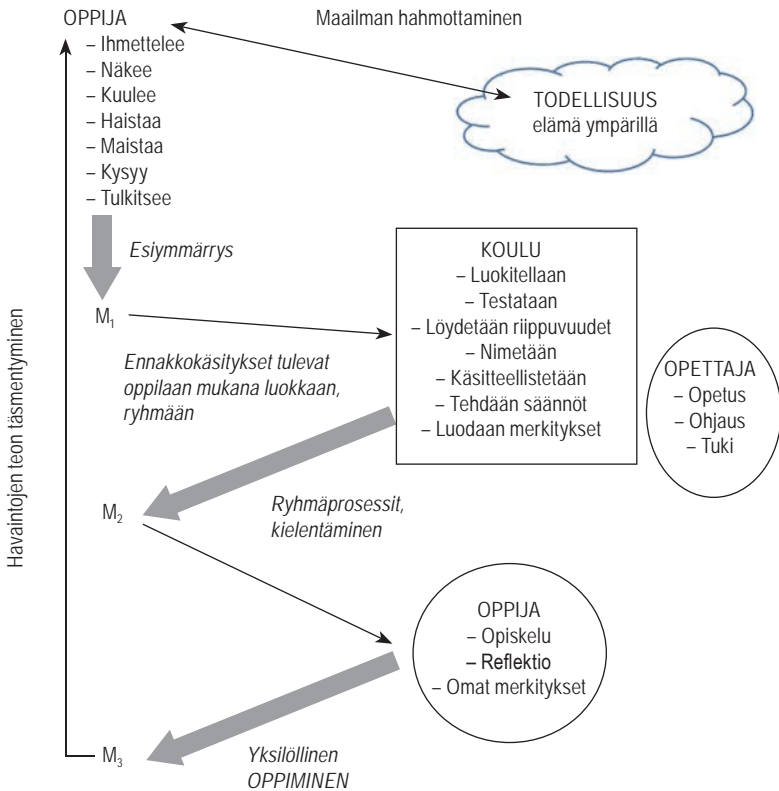 OPPIJA
– Ihmettelee
– Näkee
– Kuulee
– Haistaa
– Maistaa
– Kysyy
– Tulkitsee
Maailman hahmottaminen
TODELLISUUS
elämä ympärillä
Esiymmärrys
M₁
Ennakkokäsitykset tulevat
oppilaan mukana luokkaan,
ryhmään
KOULU
– Luokitellaan
– Testataan
– Löydetään riippuvuudet
– Nimetään
– Käsitteellistetään
– Tehdään säännöt
– Luodaan merkitykset
OPETTAJA
– Opetus
– Ohjaus
– Tuki
Havaintojen teon täsmentyminen
M₂
Ryhmäprosessit,
kielentäminen
OPPIJA
– Opiskelu
– Reflektio
– Omat merkitykset
M₃
Yksilöllinen
OPPIMINEN